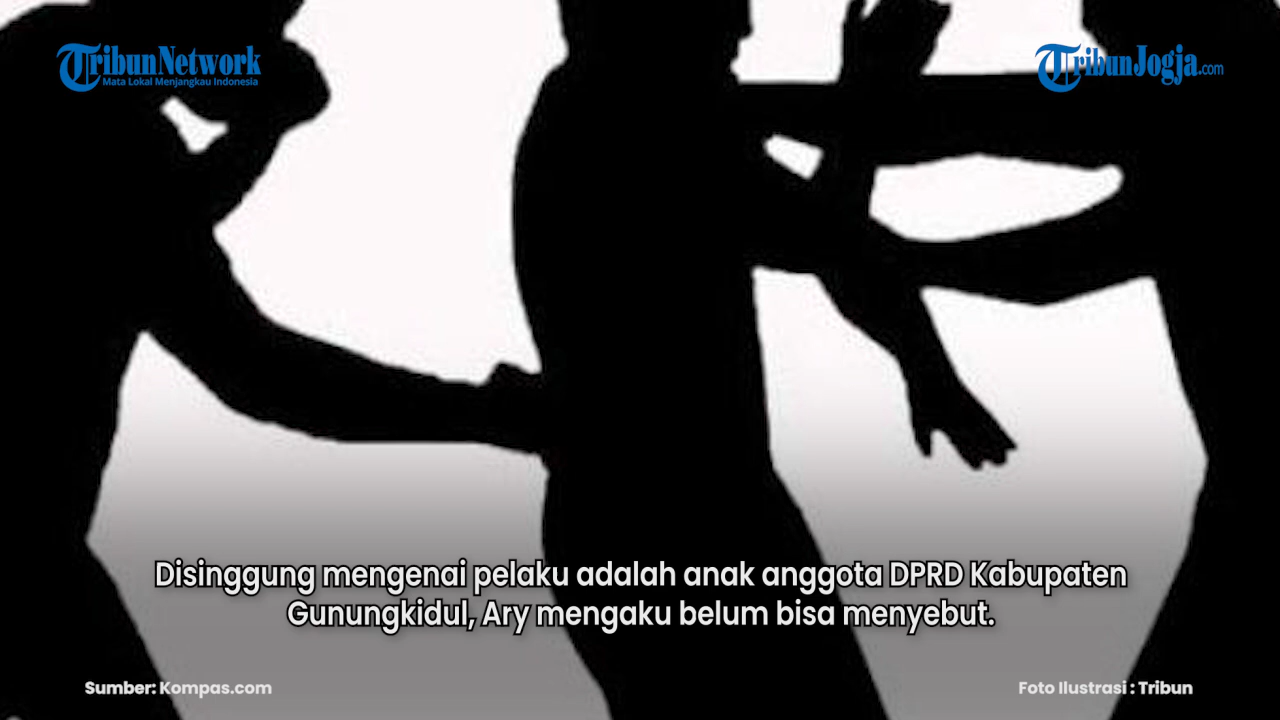 TribunNetwork
Mata Lokal Menjangkau Indonesia
TribunJogja.com
Disinggung mengenai pelaku adalah anak anggota DPRD Kabupaten
Gunungkidul, Ary mengaku belum bisa menyebut.
Sumber: Kompas.com
Foto Ilustrasi : Tribun